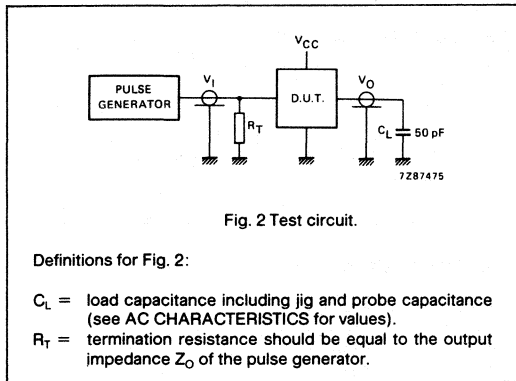 VCC
PULSE
GENERATOR
VI
D.U.T.
VO
RT
CL
50 pF
7Z87475
Fig. 2 Test circuit.
Definitions for Fig. 2:
CL = load capacitance including jig and probe capacitance
(see AC CHARACTERISTICS for values).
RT = termination resistance should be equal to the output
impedance ZO of the pulse generator.